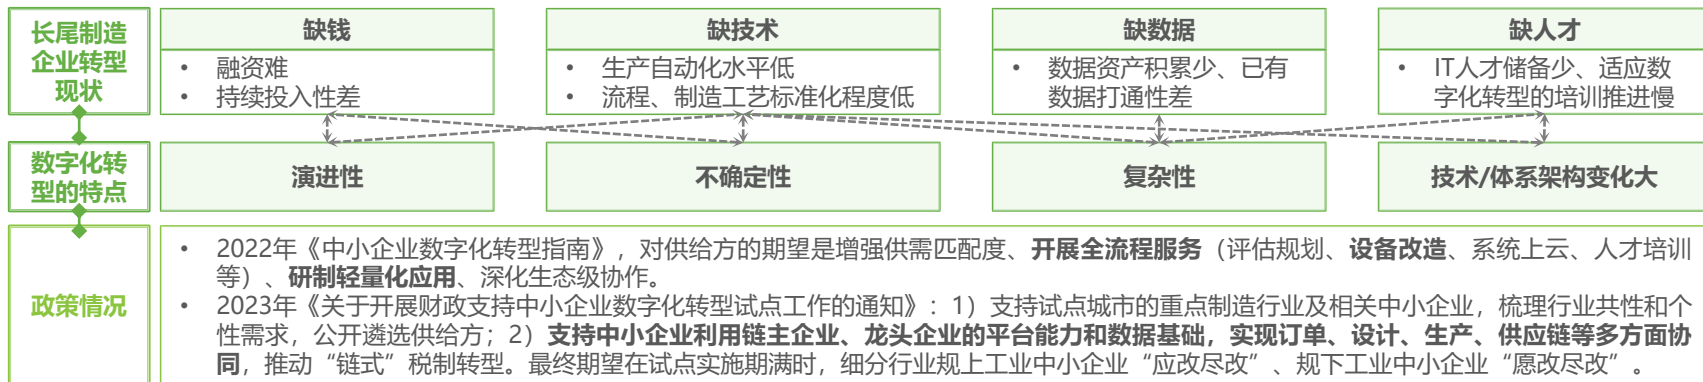 长尾制造
企业转型
现状
缺钱
• 融资难
• 持续投入性差
缺技术
• 生产自动化水平低
• 流程、制造工艺标准化程度低
缺数据
• 数据资产积累少、已有
数据打通性差
缺人才
• IT人才储备少、适应数
字化转型的培训推进慢
数字化转
型的特点
演进性
不确定性
复杂性
技术/体系架构变化大
政策情况
• 2022年《中小企业数字化转型指南》，对供给方的期望是增强供需匹配度、开展全流程服务（评估规划、设备改造、系统上云、人才培训
等）、研制轻量化应用、深化生态级协作。
• 2023年《关于开展财政支持中小企业数字化转型试点工作的通知》：1）支持试点城市的重点制造行业及相关中小企业，梳理行业共性和个
性需求，公开遴选供给方；2）支持中小企业利用链主企业、龙头企业的平台能力和数据基础，实现订单、设计、生产、供应链等多方面协
同，推动“链式”税制转型。最终期望在试点实施期满时，细分行业规上工业中小企业“应改尽改”、规下工业中小企业“愿改尽改”。